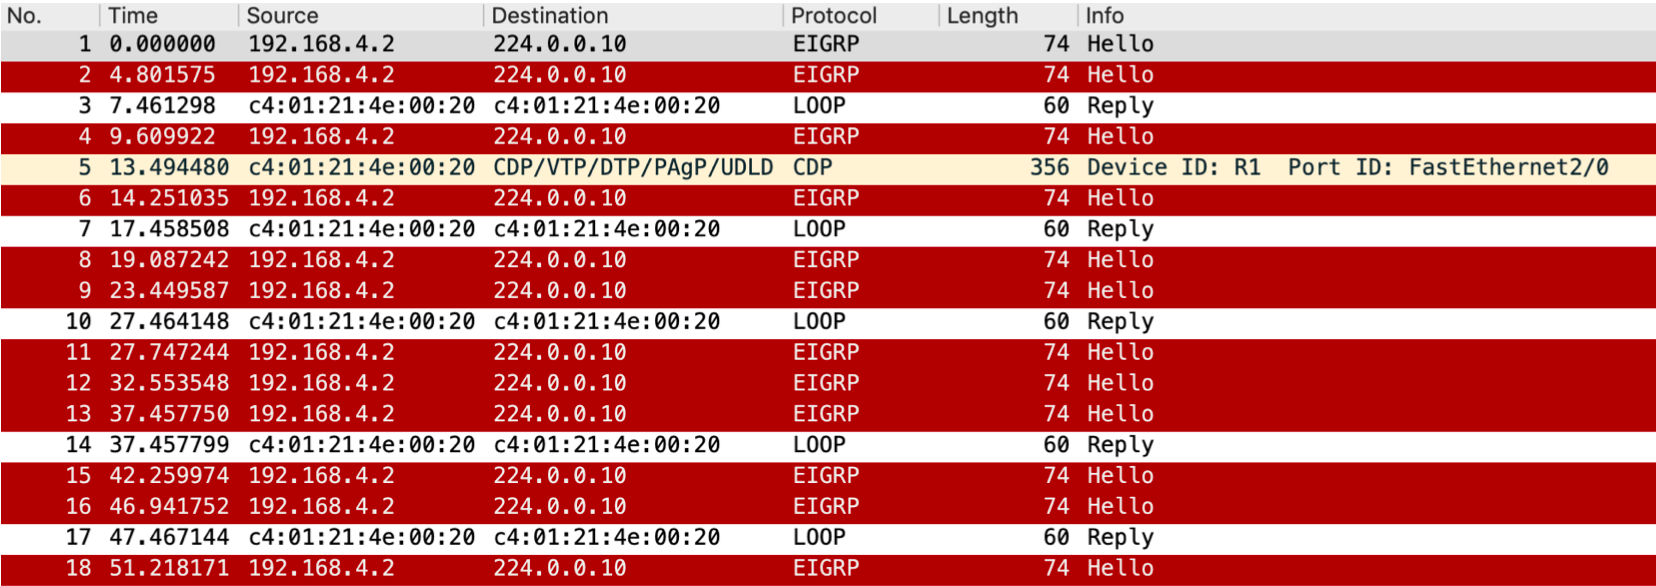 No. Time Source Destination Protocol Length Info
1 0.000000 192.168.4.2 224.0.0.10 EIGRP 74 Hello
2 4.801575 192.168.4.2 224.0.0.10 EIGRP 74 Hello
3 7.461298 c4:01:21:4e:00:20 c4:01:21:4e:00:20 LOOP 60 Reply
4 9.609922 192.168.4.2 224.0.0.10 EIGRP 74 Hello
5 13.494480 c4:01:21:4e:00:20 CDP/VTP/DTP/PAgP/UDLD CDP 356 Device ID: R1 Port ID: FastEthernet2/0
6 14.251035 192.168.4.2 224.0.0.10 EIGRP 74 Hello
7 17.458508 c4:01:21:4e:00:20 c4:01:21:4e:00:20 LOOP 60 Reply
8 19.087242 192.168.4.2 224.0.0.10 EIGRP 74 Hello
9 23.449587 192.168.4.2 224.0.0.10 EIGRP 74 Hello
10 27.464148 c4:01:21:4e:00:20 c4:01:21:4e:00:20 LOOP 60 Reply
11 27.747244 192.168.4.2 224.0.0.10 EIGRP 74 Hello
12 32.553548 192.168.4.2 224.0.0.10 EIGRP 74 Hello
13 37.457750 192.168.4.2 224.0.0.10 EIGRP 74 Hello
14 37.457799 c4:01:21:4e:00:20 c4:01:21:4e:00:20 LOOP 60 Reply
15 42.259974 192.168.4.2 224.0.0.10 EIGRP 74 Hello
16 46.941752 192.168.4.2 224.0.0.10 EIGRP 74 Hello
17 47.467144 c4:01:21:4e:00:20 c4:01:21:4e:00:20 LOOP 60 Reply
18 51.218171 192.168.4.2 224.0.0.10 EIGRP 74 Hello